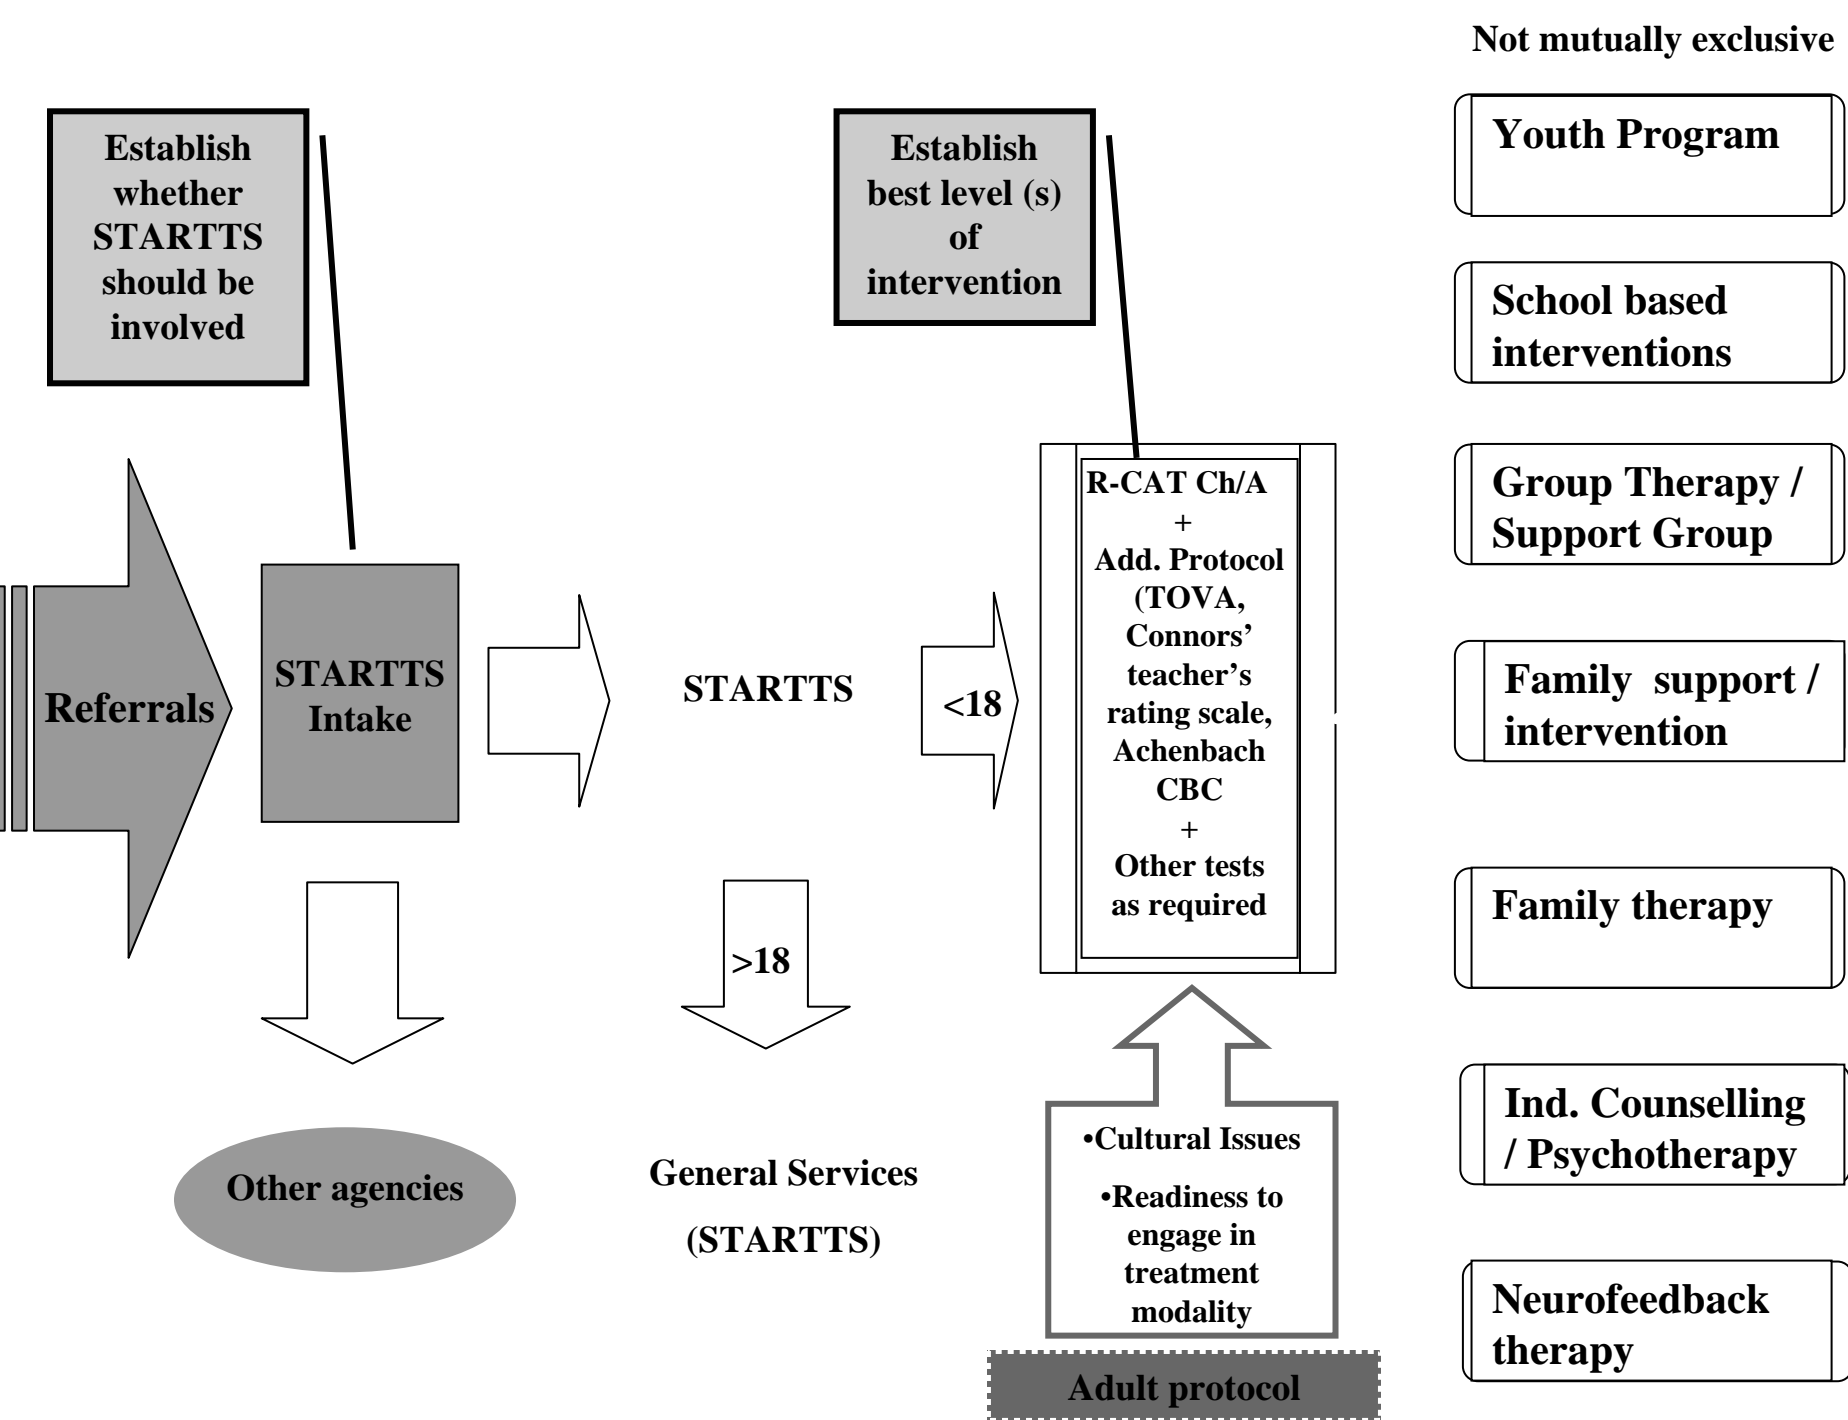 Not mutually exclusive
Establish
whether
STARTTS
should be
involved
Establish
best level (s)
of
intervention
Referrals
STARTTS
Intake
STARTTS
<18
>18
R-CAT Ch/A
+
Add. Protocol
(TOVA,
Connors’
teacher’s
rating scale,
Achenbach
CBC
+
Other tests
as required
Other agencies
General Services
(STARTTS)
•Cultural Issues
•Readiness to
engage in
treatment
modality
Adult protocol
Youth Program
School based
interventions
Group Therapy /
Support Group
Family support /
intervention
Family therapy
Ind. Counselling
/ Psychotherapy
Neurofeedback
therapy